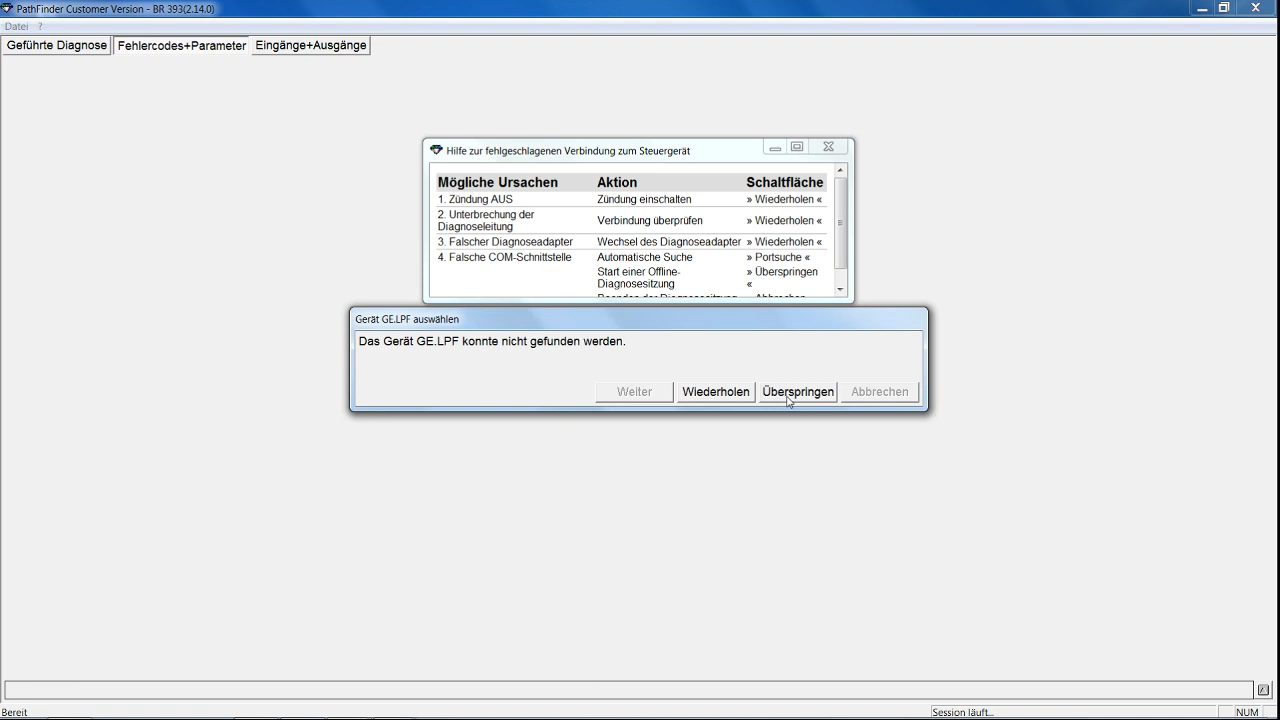 PathFinder Customer Version - BR 393(2.14.0)
Datei ?
Geführte Diagnose Fehlercodes+Parameter Eingänge+Ausgänge
Hilfe zur fehlgeschlagenen Verbindung zum Steuergerät
Mögliche Ursachen Aktion Schaltfläche
1. Zündung AUS Zündung einschalten » Wiederholen «
2. Unterbrechung der
Diagnoseleitung Verbindung überprüfen » Wiederholen «
3. Falscher Diagnoseadapter Wechsel des Diagnoseadapter » Wiederholen «
4. Falsche COM-Schnittstelle Automatische Suche » Portsuche «
Start einer Offline- » Überspringen
Diagnosesitzung «
Beenden der Diagnosesitzung » Abbrechen
Gerät GE.LPF auswählen
Das Gerät GE.LPF konnte nicht gefunden werden.
Weiter Wiederholen Überspringen Abbrechen
Bereit Session läuft... NUM